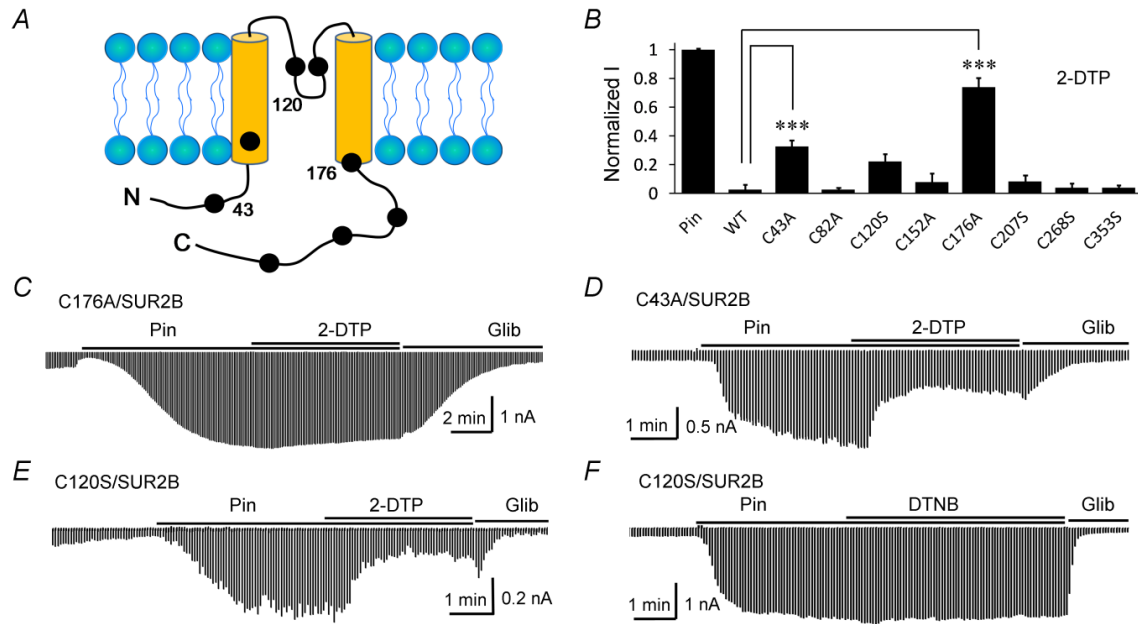 A
120
176
N
43
C
B
2-DTP
Normalized I
1
0.8
0.6
0.4
0.2
0
***
***
Pin
WT
C43A
C82A
C120S
C152A
C176A
C207S
C268S
C353S
C
C176A/SUR2B
Pin 2-DTP Glib
2 min 1 nA
D
C43A/SUR2B
Pin 2-DTP Glib
1 min 0.5 nA
E
C120S/SUR2B
Pin 2-DTP Glib
1 min 0.2 nA
F
C120S/SUR2B
Pin DTNB Glib
1 min 1 nA